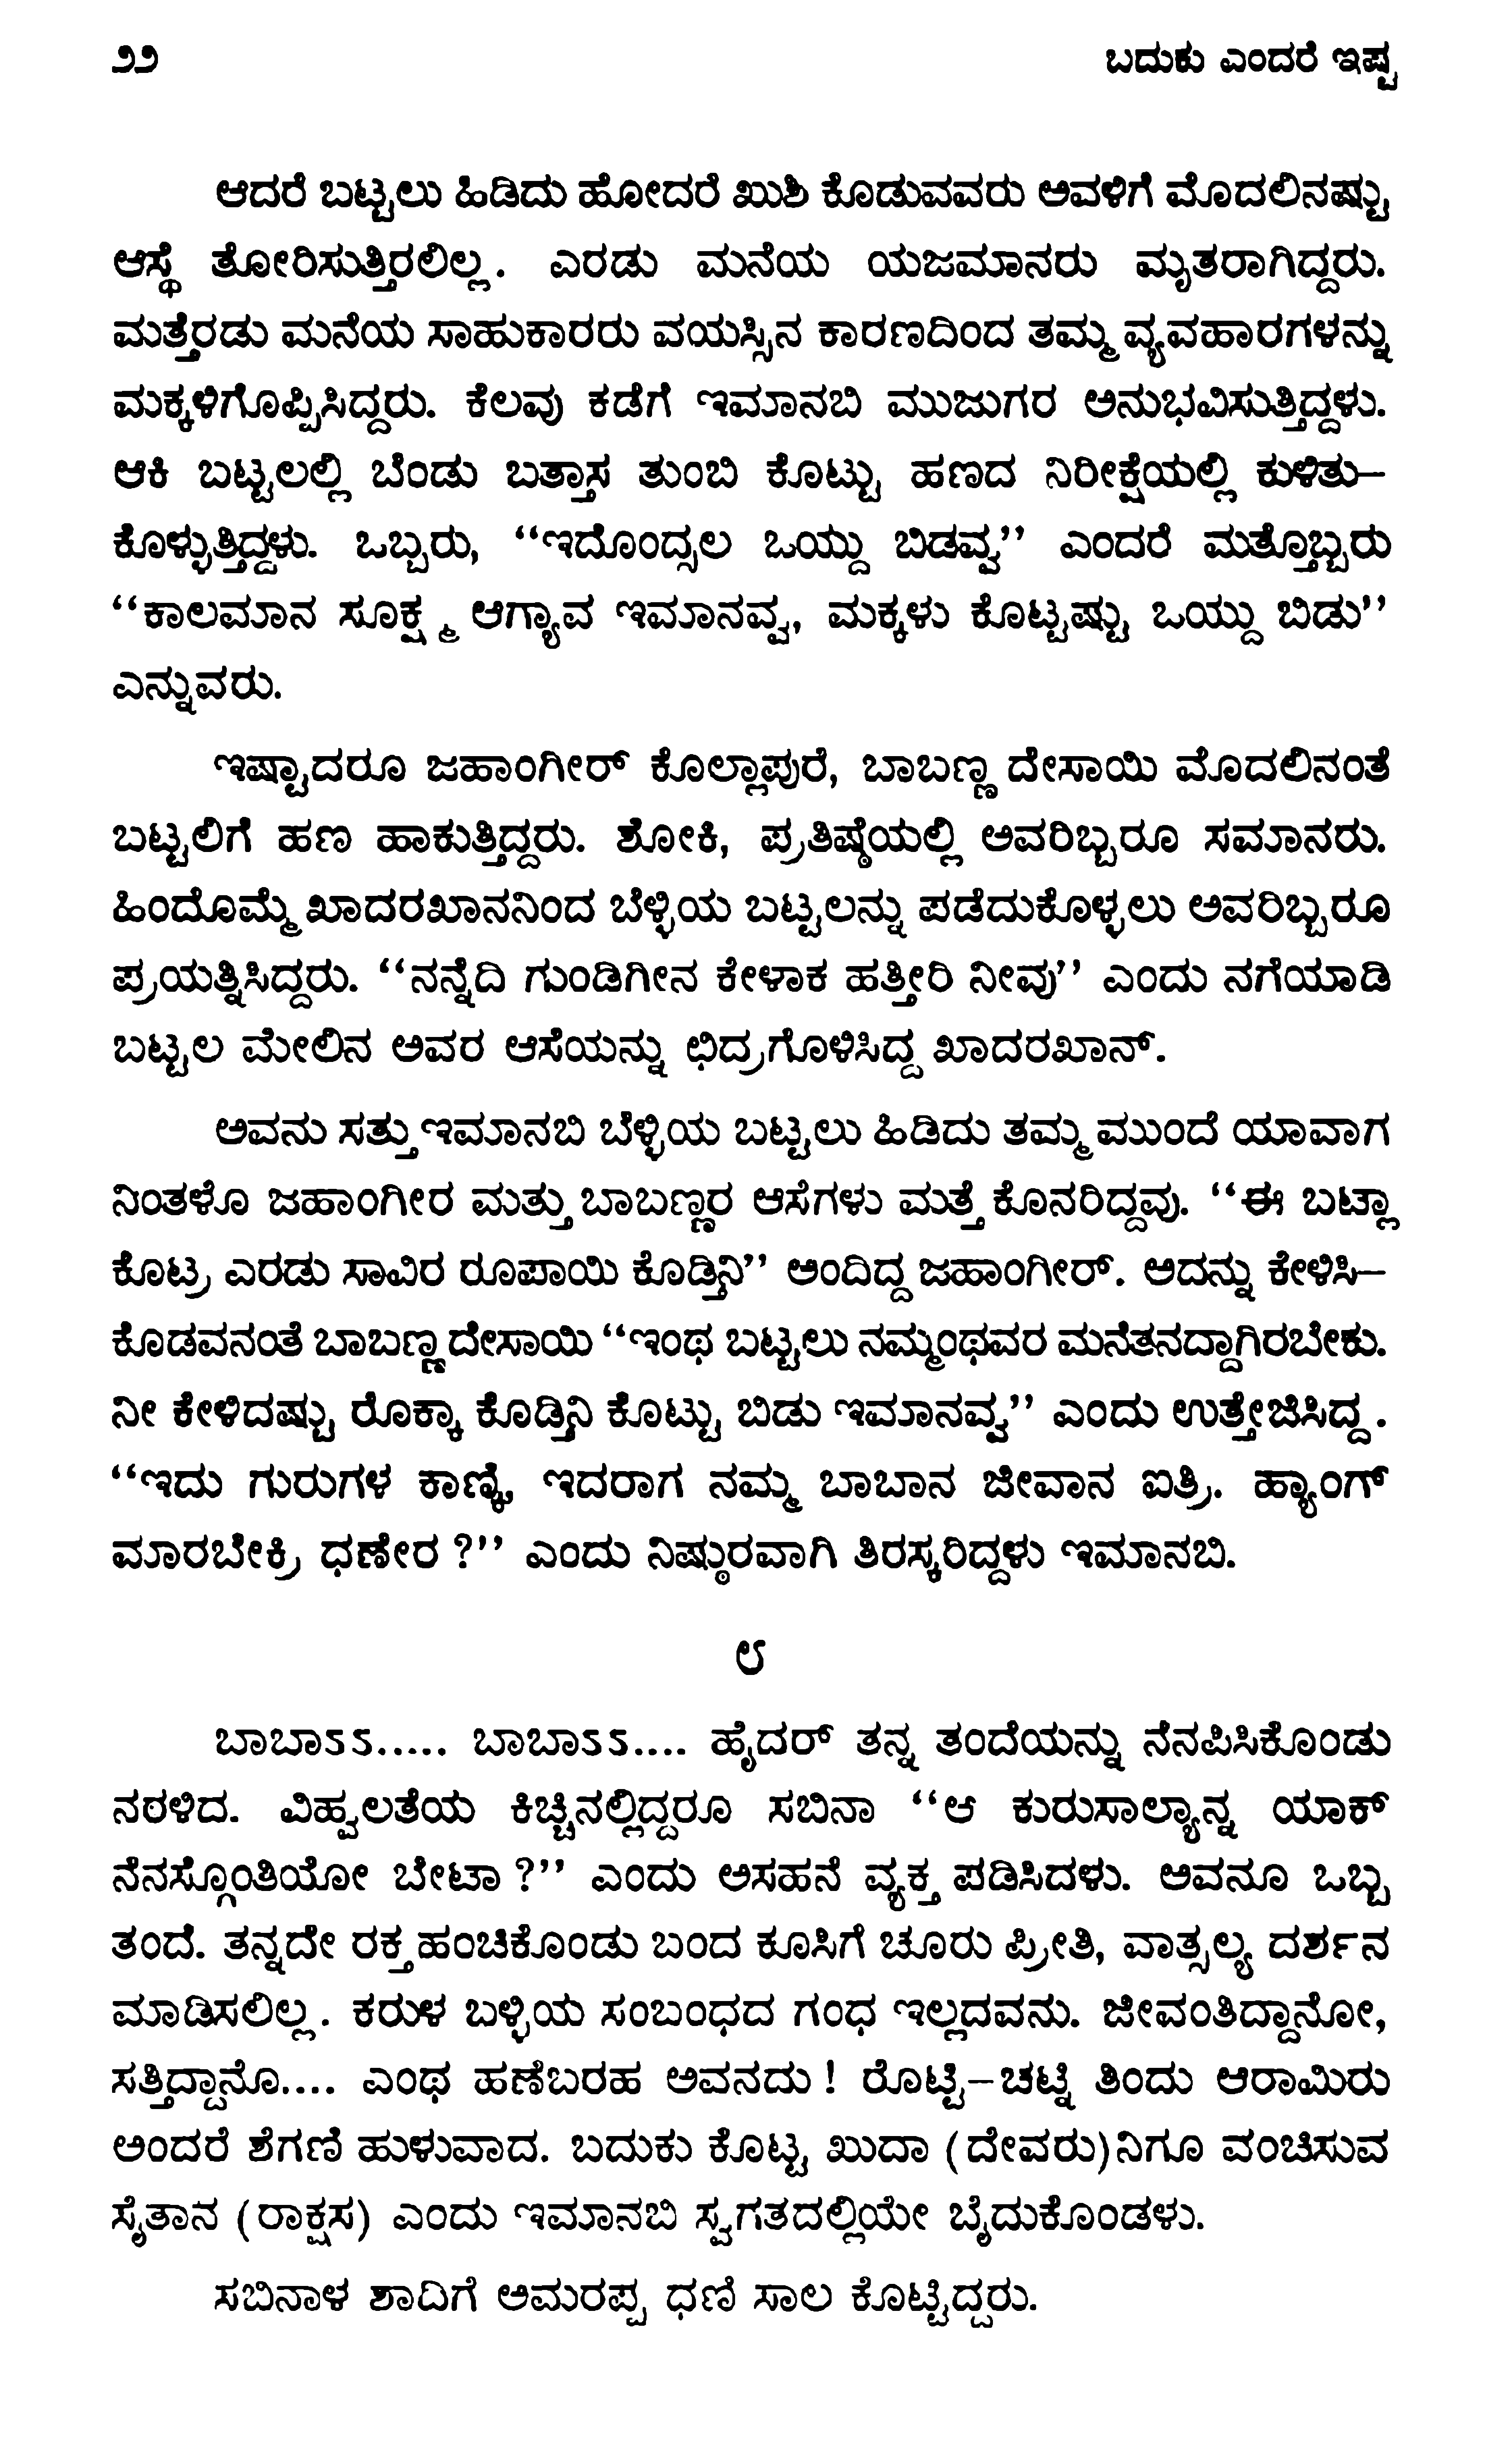 ೨೨ ಬದುಕು ಎಂದರೆ ಇಷ್ಟ
ಆದರೆ ಬಟ್ಟಲು ಹಿಡಿದು ಹೋದರೆ ಖುಶಿ ಕೊಡುವವರು ಅವಳಿಗೆ ಮೊದಲಿನಷ್ಟು
ಆಸ್ಥೆ ತೋರಿಸುತ್ತಿರಲಿಲ್ಲ. ಎರಡು ಮನೆಯ ಯಜಮಾನರು ಮೃತರಾಗಿದ್ದರು.
ಮತ್ತೆರಡು ಮನೆಯ ಸಾಹುಕಾರರು ವಯಸ್ಸಿನ ಕಾರಣದಿಂದ ತಮ್ಮ ವ್ಯವಹಾರಗಳನ್ನು
ಮಕ್ಕಳಿಗೊಪ್ಪಿಸಿದ್ದರು. ಕೆಲವು ಕಡೆಗೆ ಇಮಾನಬಿ ಮುಜುಗರ ಅನುಭವಿಸುತ್ತಿದ್ದಳು.
ಆಕಿ ಬಟ್ಟಲಲ್ಲಿ ಬೆಂಡು ಬತ್ತಾಸ ತುಂಬಿ ಕೊಟ್ಟು ಹಣದ ನಿರೀಕ್ಷೆಯಲ್ಲಿ ಕುಳಿತು–
ಕೊಳ್ಳುತ್ತಿದ್ದಳು. ಒಬ್ಬರು, “ಇದೊಂದ್ಸಲ ಒಯ್ದು ಬಿಡವ್ವ” ಎಂದರೆ ಮತ್ತೊಬ್ಬರು
“ಕಾಲಮಾನ ಸೂಕ್ಷ್ಮ ಆಗ್ಯಾವ ಇಮಾನವ್ವ, ಮಕ್ಕಳು ಕೊಟ್ಟಷ್ಟು ಒಯ್ದು ಬಿಡು”
ಎನ್ನುವರು.
ಇಷ್ಟಾದರೂ ಜಹಾಂಗೀರ್ ಕೊಲ್ಲಾಪುರೆ, ಬಾಬಣ್ಣ ದೇಸಾಯಿ ಮೊದಲಿನಂತೆ
ಬಟ್ಟಲಿಗೆ ಹಣ ಹಾಕುತ್ತಿದ್ದರು. ಶೋಕಿ, ಪ್ರತಿಷ್ಠೆಯಲ್ಲಿ ಅವರಿಬ್ಬರೂ ಸಮಾನರು.
ಹಿಂದೊಮ್ಮೆ ಖಾದರಖಾನನಿಂದ ಬೆಳ್ಳಿಯ ಬಟ್ಟಲನ್ನು ಪಡೆದುಕೊಳ್ಳಲು ಅವರಿಬ್ಬರೂ
ಪ್ರಯತ್ನಿಸಿದ್ದರು. “ನನ್ನೆದಿ ಗುಂಡಿಗೀನ ಕೇಳಾಕ ಹತ್ತೀರಿ ನೀವು” ಎಂದು ನಗೆಯಾಡಿ
ಬಟ್ಟಲ ಮೇಲಿನ ಅವರ ಆಸೆಯನ್ನು ಛಿದ್ರಗೊಳಿಸಿದ್ದ ಖಾದರಖಾನ್.
ಅವನು ಸತ್ತು ಇಮಾನಬಿ ಬೆಳ್ಳಿಯ ಬಟ್ಟಲು ಹಿಡಿದು ತಮ್ಮ ಮುಂದೆ ಯಾವಾಗ
ನಿಂತಳೊ ಜಹಾಂಗೀರ ಮತ್ತು ಬಾಬಣ್ಣರ ಆಸೆಗಳು ಮತ್ತೆ ಕೊನರಿದ್ದವು. “ಈ ಬಟ್ಲಾ
ಕೊಟ್ರ ಎರಡು ಸಾವಿರ ರೂಪಾಯಿ ಕೊಡ್ತಿನಿ” ಅಂದಿದ್ದ ಜಹಾಂಗೀರ್. ಅದನ್ನು ಕೇಳಿಸಿ–
ಕೊಡವನಂತೆ ಬಾಬಣ್ಣ ದೇಸಾಯಿ “ಇಂಥ ಬಟ್ಟಲು ನಮ್ಮಂಥವರ ಮನೆತನದ್ದಾಗಿರಬೇಕು.
ನೀ ಕೇಳಿದಷ್ಟು ರೊಕ್ಕಾ ಕೊಡ್ತಿನಿ ಕೊಟ್ಟು ಬಿಡು ಇಮಾನವ್ವ” ಎಂದು ಉತ್ತೇಜಿಸಿದ್ದ.
“ಇದು ಗುರುಗಳ ಕಾಣ್ಕಿ, ಇದರಾಗ ನಮ್ಮ ಬಾಬಾನ ಜೀವಾನ ಐತ್ರಿ. ಹ್ಯಾಂಗ್
ಮಾರಬೇಕ್ರಿ ಧಣೇರ ?” ಎಂದು ನಿಷ್ಠುರವಾಗಿ ತಿರಸ್ಕರಿದ್ದಳು ಇಮಾನಬಿ.
೮
ಬಾಬಾss..... ಬಾಬಾss.... ಹೈದರ್ ತನ್ನ ತಂದೆಯನ್ನು ನೆನಪಿಸಿಕೊಂಡು
ನರಳಿದ. ವಿಹ್ವಲತೆಯ ಕಿಚ್ಚಿನಲ್ಲಿದ್ದರೂ ಸಬಿನಾ “ಆ ಕುರುಸಾಲ್ಯಾನ್ನ ಯಾಕ್
ನೆನಸ್ಗೊಂತಿಯೋ ಬೇಟಾ ?” ಎಂದು ಅಸಹನೆ ವ್ಯಕ್ತ ಪಡಿಸಿದಳು. ಅವನೂ ಒಬ್ಬ
ತಂದೆ. ತನ್ನದೇ ರಕ್ತ ಹಂಚಿಕೊಂಡು ಬಂದ ಕೂಸಿಗೆ ಚೂರು ಪ್ರೀತಿ, ವಾತ್ಸಲ್ಯ ದರ್ಶನ
ಮಾಡಿಸಲಿಲ್ಲ. ಕರುಳ ಬಳ್ಳಿಯ ಸಂಬಂಧದ ಗಂಧ ಇಲ್ಲದವನು. ಜೀವಂತಿದ್ದಾನೋ,
ಸತ್ತಿದ್ದಾನೊ.... ಎಂಥ ಹಣೆಬರಹ ಅವನದು ! ರೊಟ್ಟಿ–ಚಟ್ನಿ ತಿಂದು ಆರಾಮಿರು
ಅಂದರೆ ಶೆಗಣಿ ಹುಳುವಾದ. ಬದುಕು ಕೊಟ್ಟ ಖುದಾ (ದೇವರು)ನಿಗೂ ವಂಚಿಸುವ
ಸೈತಾನ (ರಾಕ್ಷಸ) ಎಂದು ಇಮಾನಬಿ ಸ್ವಗತದಲ್ಲಿಯೇ ಬೈದುಕೊಂಡಳು.
ಸಬಿನಾಳ ಶಾದಿಗೆ ಅಮರಪ್ಪ ಧಣಿ ಸಾಲ ಕೊಟ್ಟಿದ್ದರು.